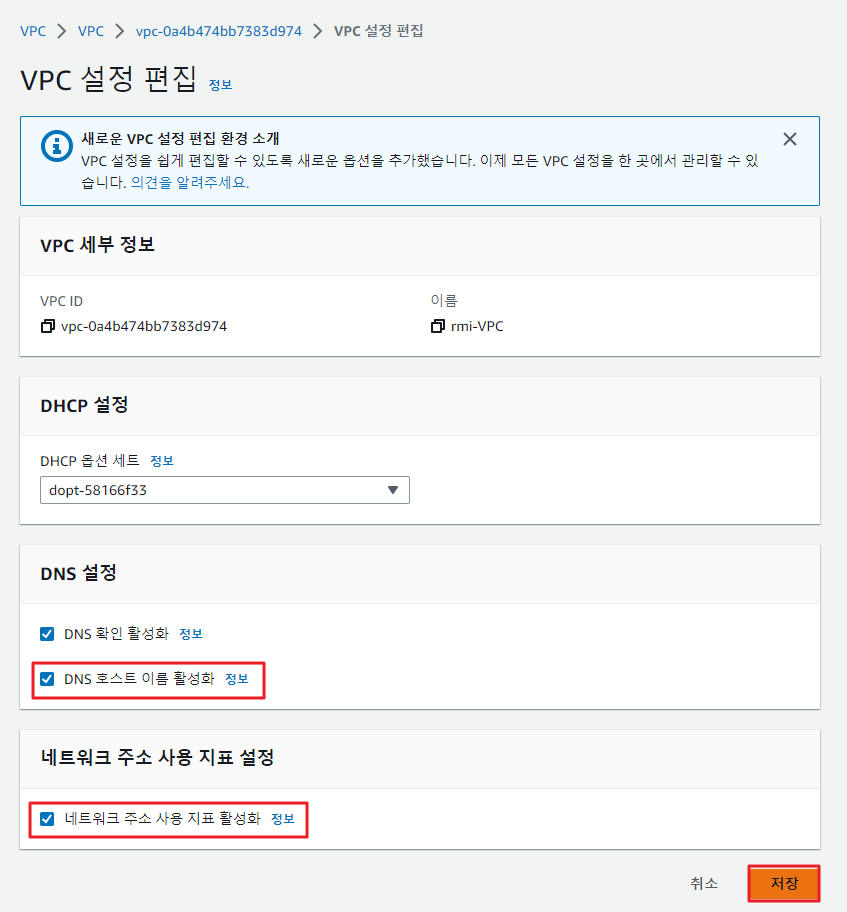 VPC > VPC > vpc-0a4b474bb7383d974 > VPC 설정 편집
VPC 설정 편집 정보
새로운 VPC 설정 편집 환경 소개
VPC 설정을 쉽게 편집할 수 있도록 새로운 옵션을 추가했습니다. 이제 모든 VPC 설정을 한 곳에서 관리할 수 있
습니다. 의견을 알려주세요.
VPC 세부 정보
VPC ID
vpc-0a4b474bb7383d974
이름
rmi-VPC
DHCP 설정
DHCP 옵션 세트 정보
dopt-58166f33
DNS 설정
DNS 확인 활성화 정보
DNS 호스트 이름 활성화 정보
네트워크 주소 사용 지표 설정
네트워크 주소 사용 지표 활성화 정보
취소 저장